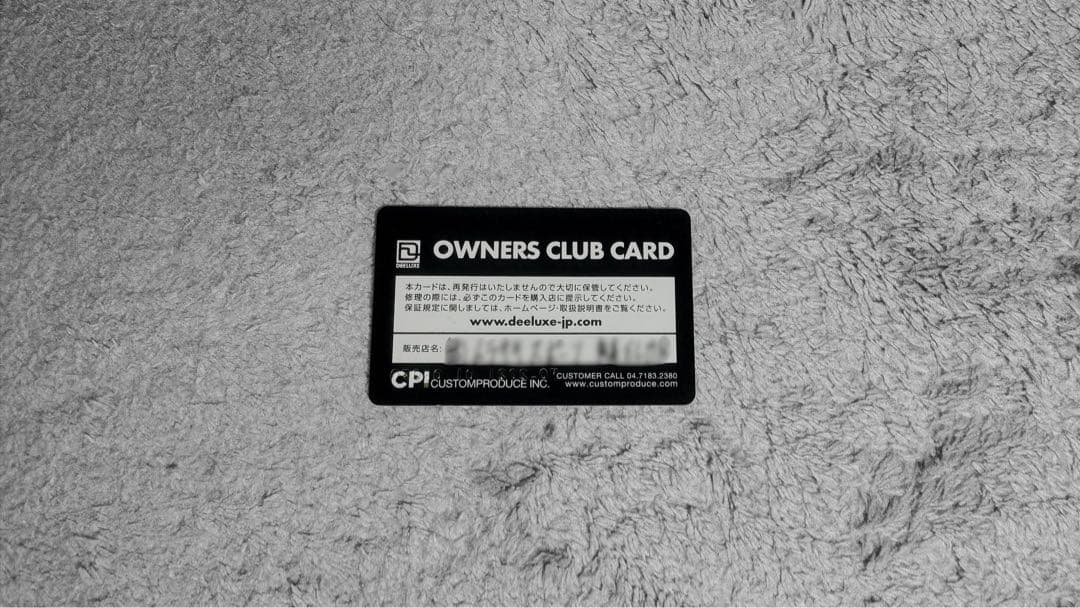 DEELUXE
OWNERS CLUB CARD
本カードは、再発行はいたしませんので大切に保管してください。
修理の際には、必ずこのカードを購入店に提示してください。
保証規定に関しましては、ホームページ・取扱説明書をご覧ください。
www.deeluxe-jp.com
販売店名:
CPI CUSTOMPRODUCE INC.
CUSTOMER CALL 04.7183.2380
www.customproduce.com